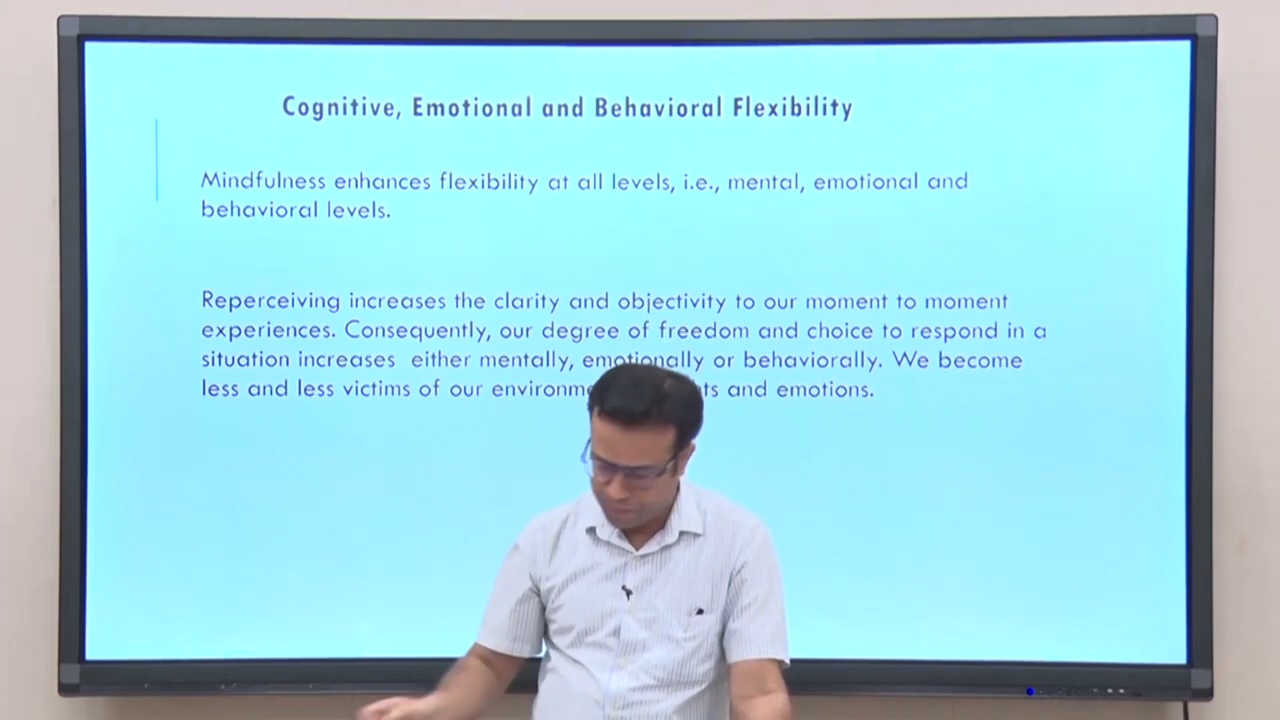 Cognitive, Emotional and Behavioral Flexibility
Mindfulness enhances flexibility at all levels, i.e., mental, emotional and
behavioral levels.
Reperceiving increases the clarity and objectivity to our moment to moment
experiences. Consequently, our degree of freedom and choice to respond in a
situation increases either mentally, emotionally or behaviorally. We become
less and less victims of our and emotions.